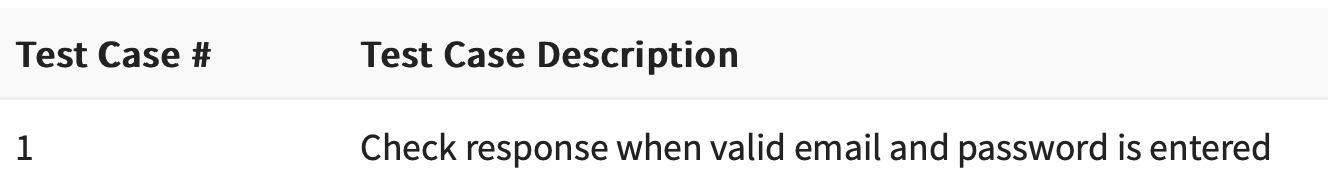 Test Case # Test Case Description
1 Check response when valid email and password is entered